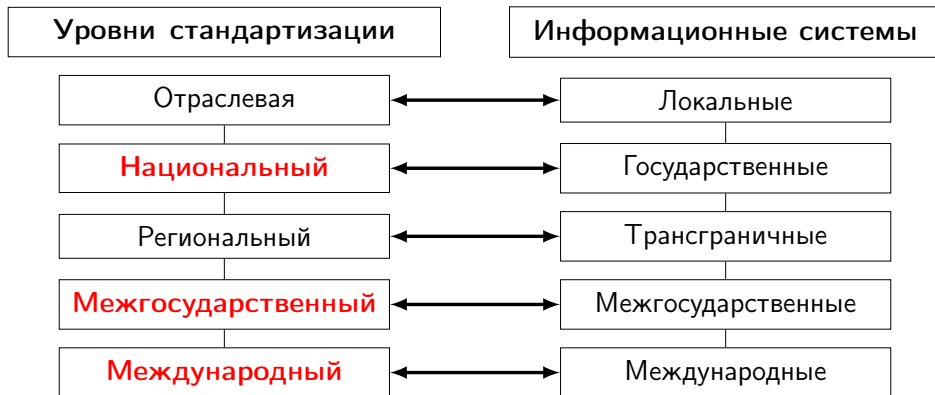 Уровни стандартизации
Информационные системы
Отраслевая
Локальные
Национальный
Государственные
Региональный
Трансграничные
Межгосударственный
Межгосударственные
Международный
Международные